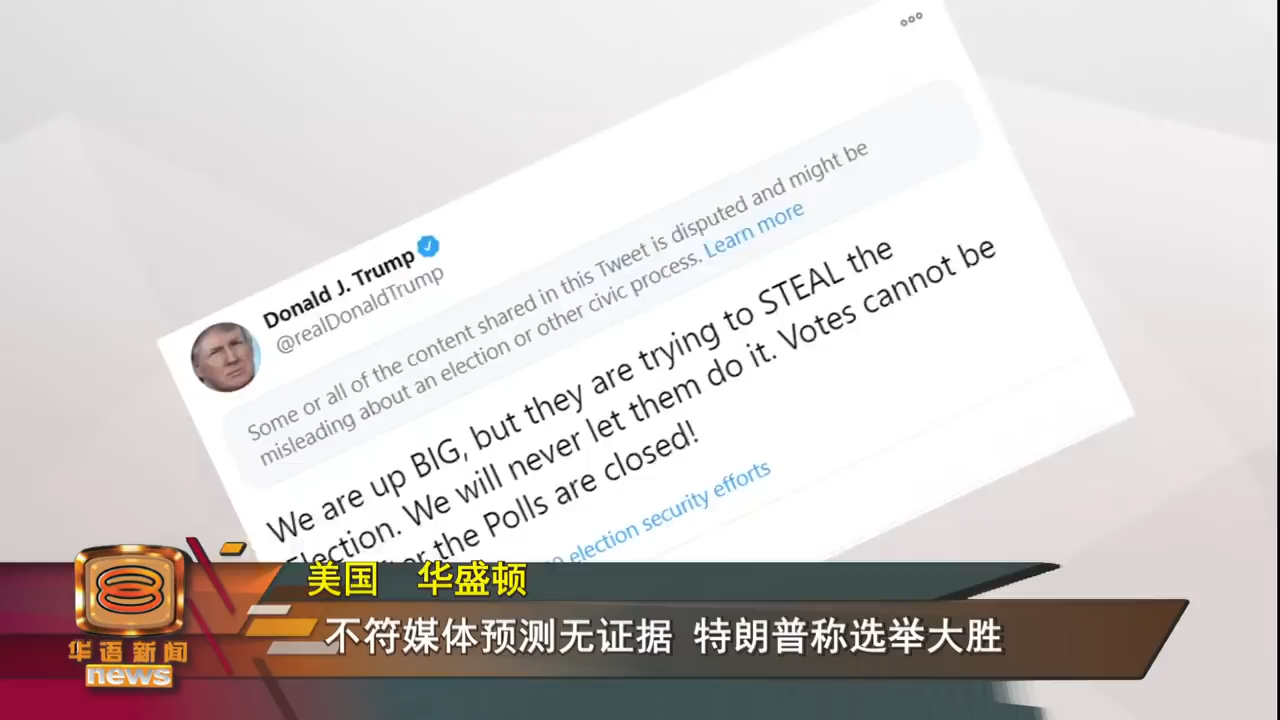 Donald J. Trump
@realDonaldTrump
Some or all of the content shared in this Tweet is disputed and might be
misleading about an election or other civic process. Learn more
We are up BIG, but they are trying to STEAL the
Election. We will never let them do it. Votes cannot be
the Polls are closed!
election security efforts
美国 华盛顿
不符媒体预测无证据 特朗普称选举大胜
8
华语新闻
news